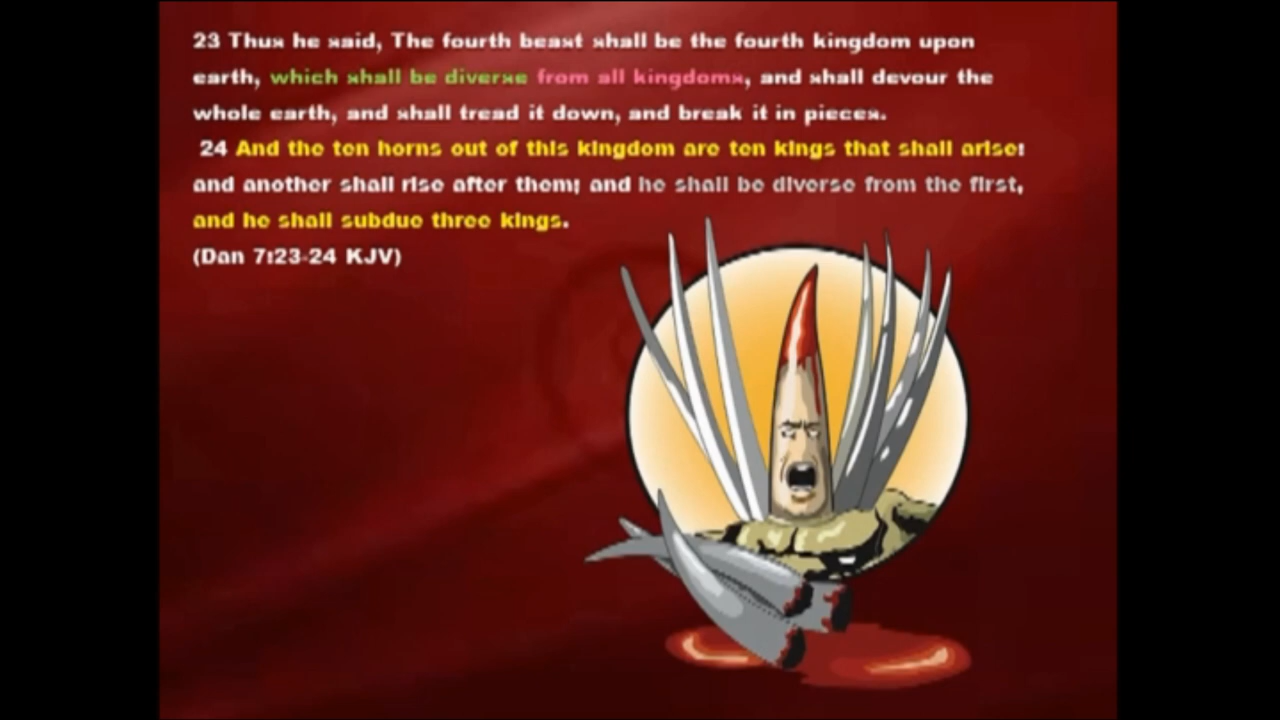 23 Thus he said, The fourth beast shall be the fourth kingdom upon
earth, which shall be diverse from all kingdoms, and shall devour the
whole earth, and shall tread it down, and break it in pieces.
24 And the ten horns out of this kingdom are ten kings that shall arise:
and another shall rise after them; and he shall be diverse from the first,
and he shall subdue three kings.
(Dan 7:23-24 KJV)